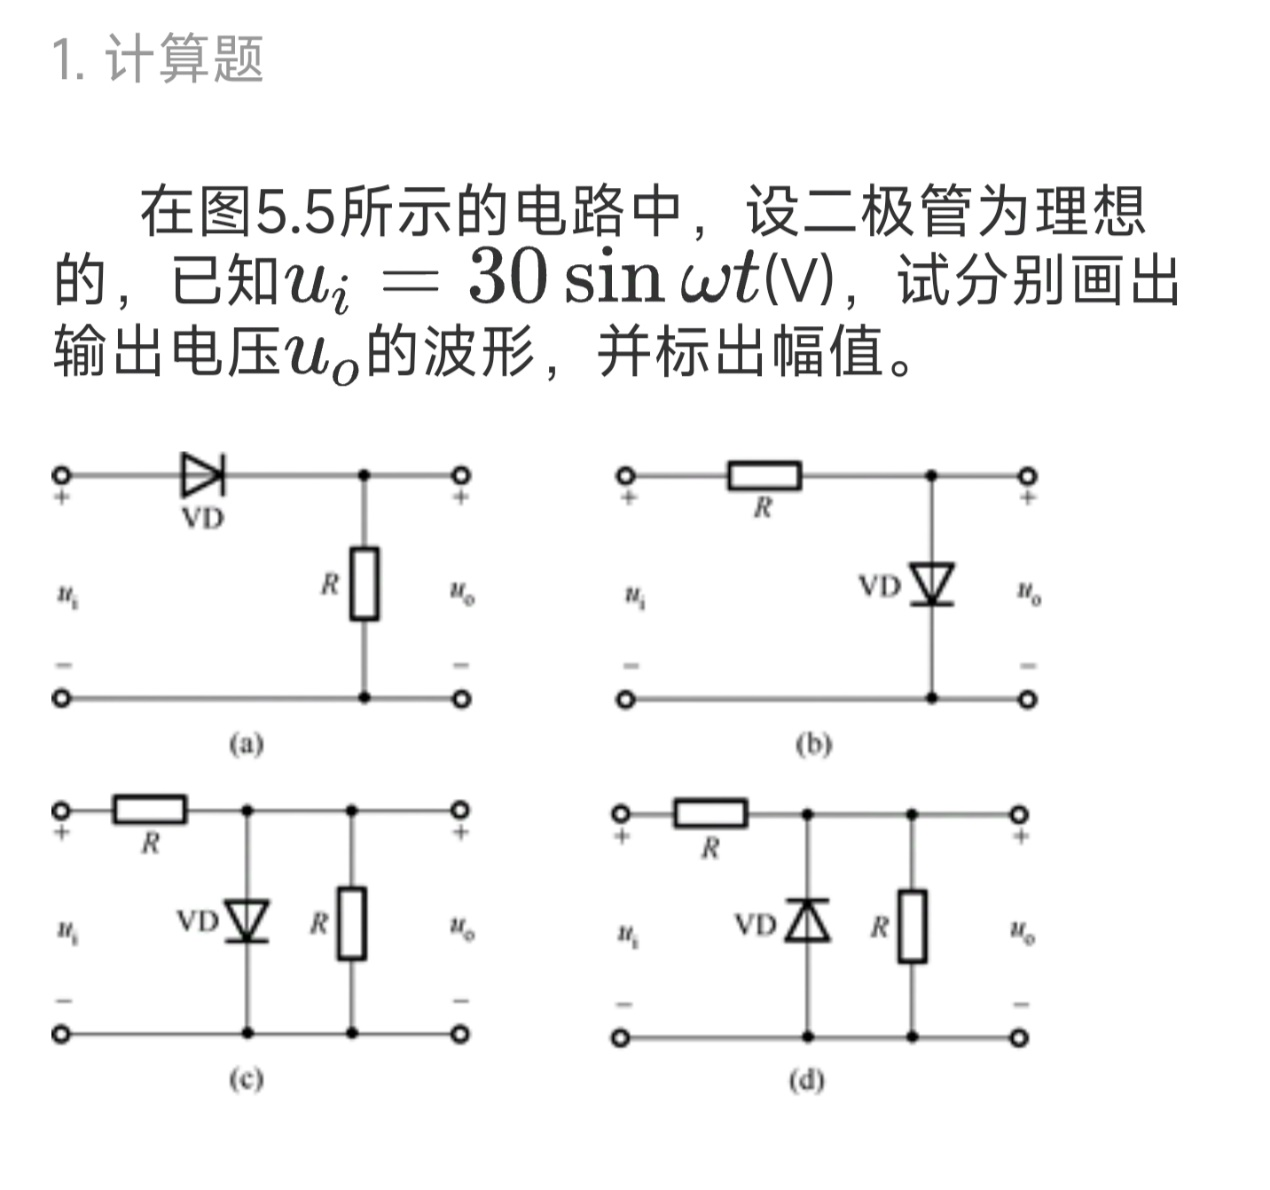 1. 计算题
在图5.5所示的电路中，设二极管为理想
的，已知u_i = 30 sin ωt(V)，试分别画出
输出电压u_o的波形，并标出幅值。
+ VD + + R +
u_i R u_o u_i VD u_o
− − − −
(a) (b)
+ R + + R +
u_i VD R u_o u_i VD R u_o
− − − −
(c) (d)